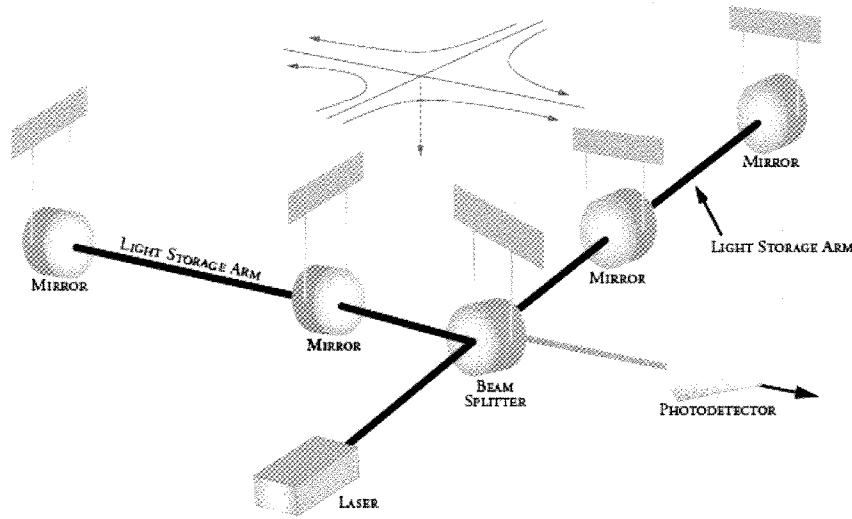 MIRROR
MIRROR
LIGHT STORAGE ARM
LIGHT STORAGE ARM
MIRROR
MIRROR
BEAM
SPLITTER
PHOTODETECTOR
LASER